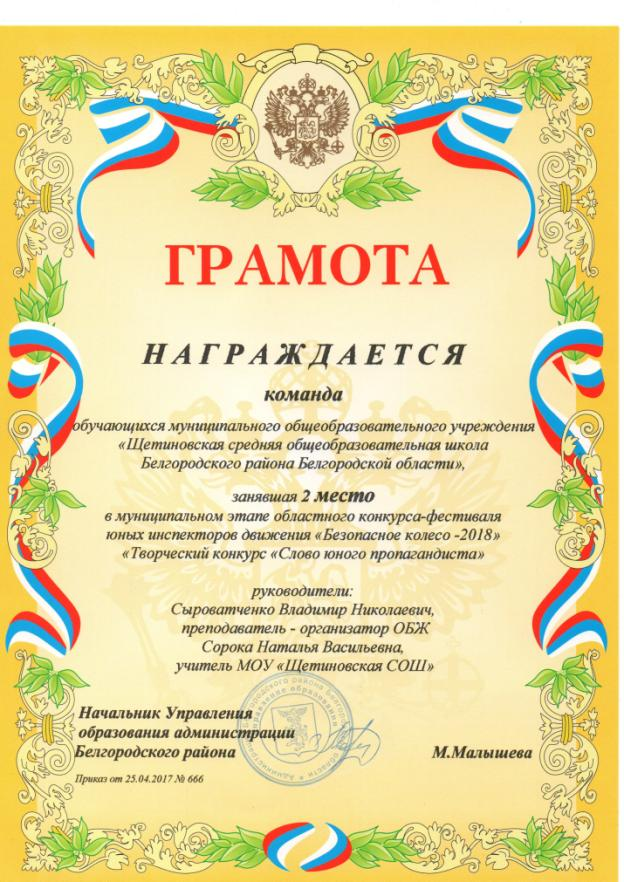 ГРАМОТА
НАГРАЖДАЕТСЯ
команда
обучающихся муниципального общеобразовательного учреждения
«Щетиновская средняя общеобразовательная школа
Белгородского района Белгородской области»,
занявшая 2 место
в муниципальном этапе областного конкурса-фестиваля
юных инспекторов движения «Безопасное колесо -2018»
«Творческий конкурс «Слово юного пропагандиста»
руководители:
Сыроватченко Владимир Николаевич,
преподаватель - организатор ОБЖ
Сорока Наталья Васильевна,
учитель МОУ «Щетиновская СОШ»
Начальник Управления
образования администрации
Белгородского района М.Малышева
Приказ от 25.04.2017 № 666